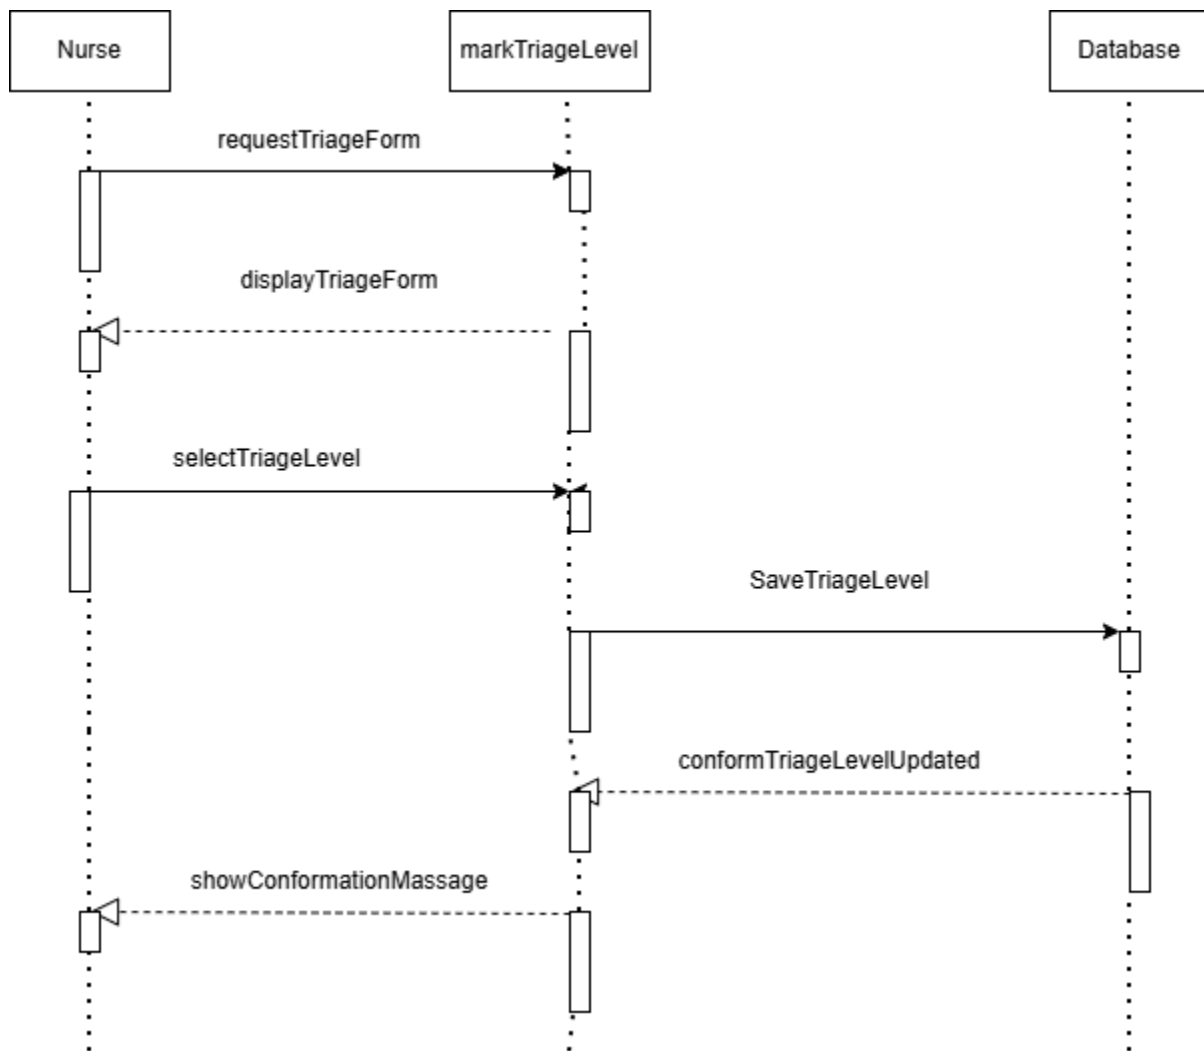 Nurse
markTriageLevel
Database
requestTriageForm
displayTriageForm
selectTriageLevel
SaveTriageLevel
conformTriageLevelUpdated
showConformationMassage